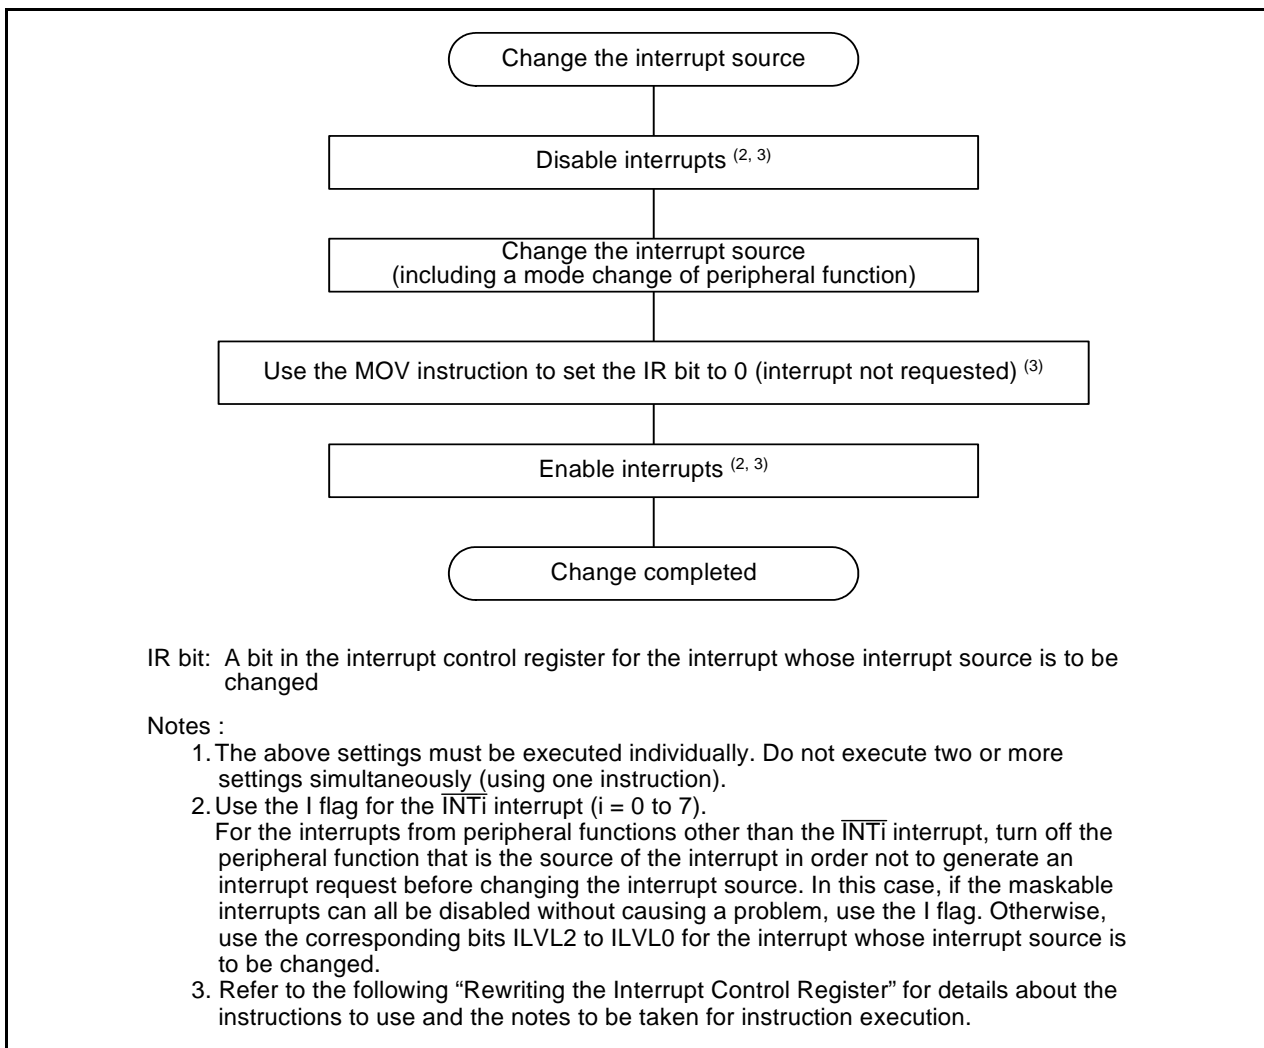 Change the interrupt source
Disable interrupts (2, 3)
Change the interrupt source
(including a mode change of peripheral function)
Use the MOV instruction to set the IR bit to 0 (interrupt not requested) (3)
Enable interrupts (2, 3)
Change completed
IR bit: A bit in the interrupt control register for the interrupt whose interrupt source is to be
changed
Notes :
1. The above settings must be executed individually. Do not execute two or more
settings simultaneously (using one instruction).
2. Use the I flag for the I̅N̅T̅i̅ interrupt (i = 0 to 7).
For the interrupts from peripheral functions other than the I̅N̅T̅i̅ interrupt, turn off the
peripheral function that is the source of the interrupt in order not to generate an
interrupt request before changing the interrupt source. In this case, if the maskable
interrupts can all be disabled without causing a problem, use the I flag. Otherwise,
use the corresponding bits ILVL2 to ILVL0 for the interrupt whose interrupt source is
to be changed.
3. Refer to the following “Rewriting the Interrupt Control Register” for details about the
instructions to use and the notes to be taken for instruction execution.